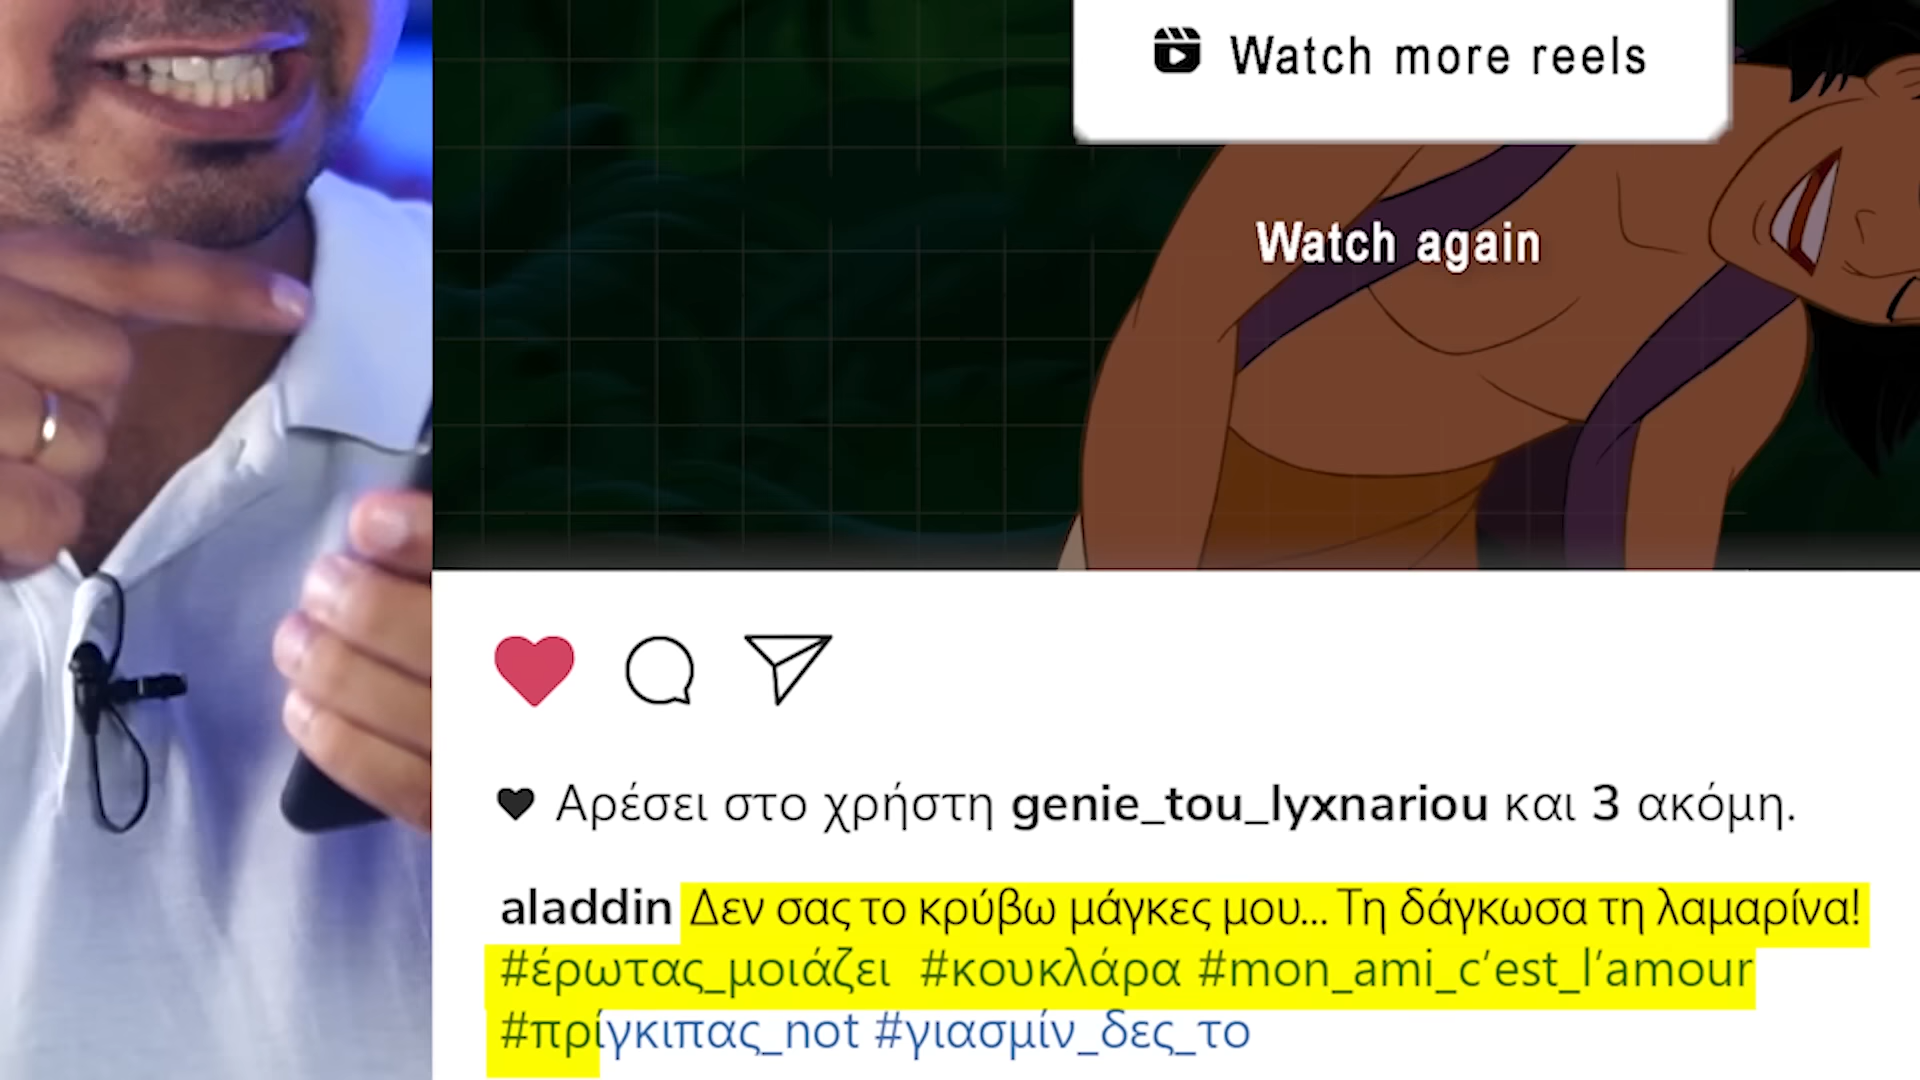 Watch more reels
Watch again
Αρέσει στο χρήστη genie_tou_lyxnariou και 3 ακόμη.
aladdin Δεν σας το κρύβω μάγκες μου... Τη δάγκωσα τη λαμαρίνα!
#έρωτας_μοιάζει #κουκλάρα #mon_ami_c'est_l'amour
#πρίγκιπας_not #γιασμίν_δες_το